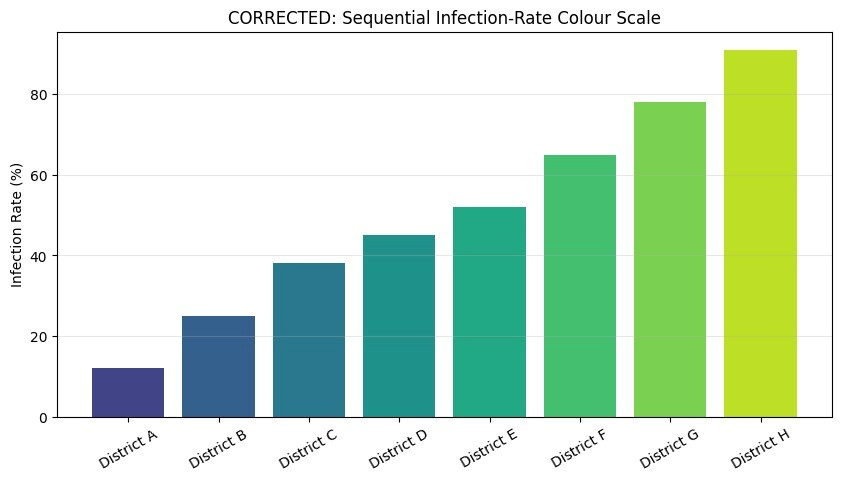 CORRECTED: Sequential Infection-Rate Colour Scale
Infection Rate (%)
80
60
40
20
0
District A
District B
District C
District D
District E
District F
District G
District H